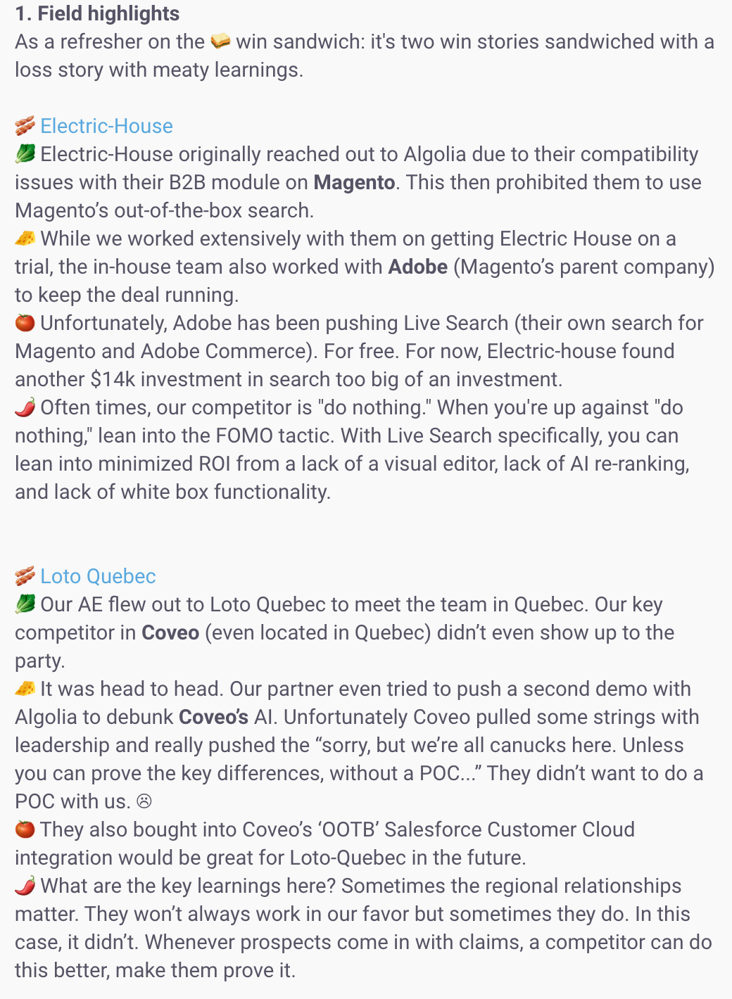 1. Field highlights
As a refresher on the 🥪 win sandwich: it's two win stories sandwiched with a
loss story with meaty learnings.
🥓 Electric-House
🥬 Electric-House originally reached out to Algolia due to their compatibility
issues with their B2B module on Magento. This then prohibited them to use
Magento’s out-of-the-box search.
🧀 While we worked extensively with them on getting Electric House on a
trial, the in-house team also worked with Adobe (Magento’s parent company)
to keep the deal running.
🍅 Unfortunately, Adobe has been pushing Live Search (their own search for
Magento and Adobe Commerce). For free. For now, Electric-house found
another $14k investment in search too big of an investment.
🌶️ Often times, our competitor is "do nothing." When you're up against "do
nothing," lean into the FOMO tactic. With Live Search specifically, you can
lean into minimized ROI from a lack of a visual editor, lack of AI re-ranking,
and lack of white box functionality.
🥓 Loto Quebec
🥬 Our AE flew out to Loto Quebec to meet the team in Quebec. Our key
competitor in Coveo (even located in Quebec) didn’t even show up to the
party.
🧀 It was head to head. Our partner even tried to push a second demo with
Algolia to debunk Coveo’s AI. Unfortunately Coveo pulled some strings with
leadership and really pushed the “sorry, but we’re all canucks here. Unless
you can prove the key differences, without a POC...” They didn’t want to do a
POC with us. ☹
🍅 They also bought into Coveo’s ‘OOTB’ Salesforce Customer Cloud
integration would be great for Loto-Quebec in the future.
🌶️ What are the key learnings here? Sometimes the regional relationships
matter. They won’t always work in our favor but sometimes they do. In this
case, it didn’t. Whenever prospects come in with claims, a competitor can do
this better, make them prove it.